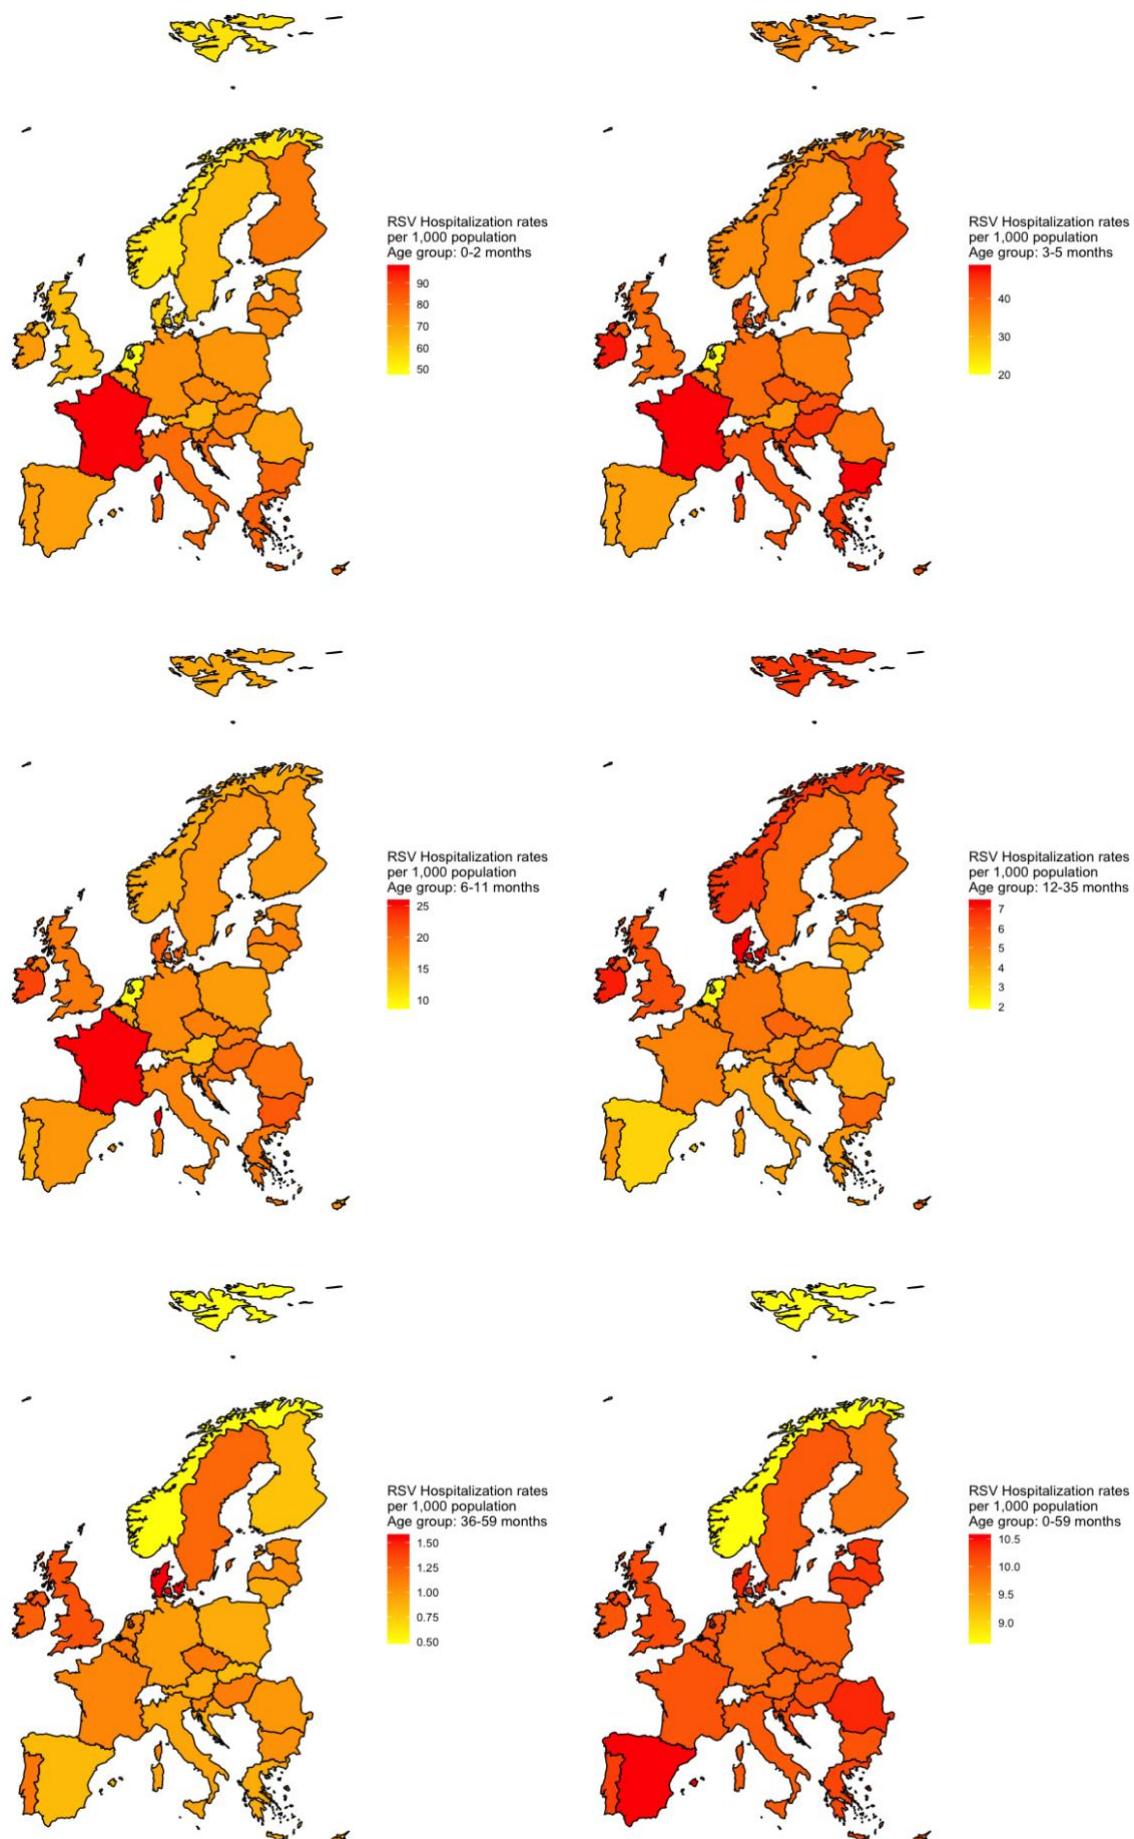 RSV Hospitalization rates
per 1,000 population
Age group: 0-2 months
90
80
70
60
50
RSV Hospitalization rates
per 1,000 population
Age group: 3-5 months
40
30
20
RSV Hospitalization rates
per 1,000 population
Age group: 6-11 months
25
20
15
10
RSV Hospitalization rates
per 1,000 population
Age group: 12-35 months
7
6
5
4
3
2
RSV Hospitalization rates
per 1,000 population
Age group: 36-59 months
1.50
1.25
1.00
0.75
0.50
RSV Hospitalization rates
per 1,000 population
Age group: 0-59 months
10.5
10.0
9.5
9.0